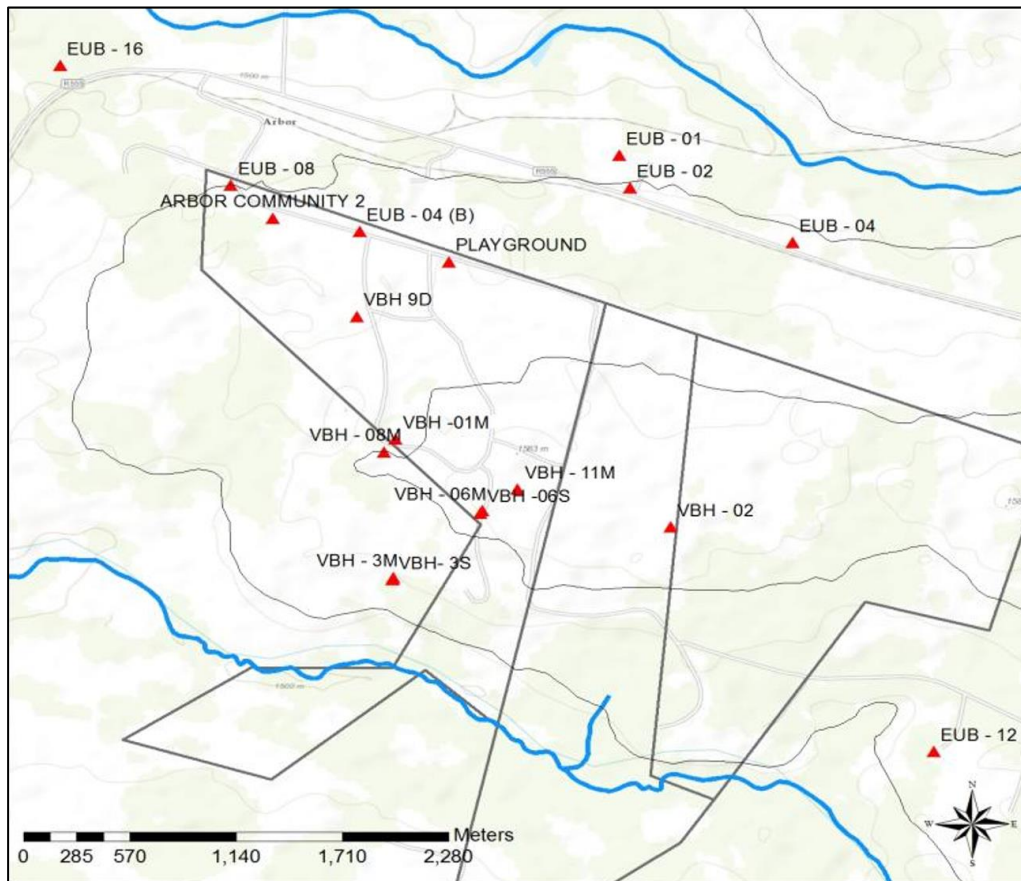 EUB - 16
R555
1500 m
Arbor
EUB - 01
R555
EUB - 02
EUB - 08
ARBOR COMMUNITY 2
EUB - 04 (B)
EUB - 04
PLAYGROUND
VBH 9D
VBH -01M
VBH - 08M
1563 m
VBH - 11M
VBH - 06M
VBH -06S
VBH - 02
VBH - 3M
VBH- 3S
1500 m
EUB - 12
N
W E
S
Meters
0 285 570 1,140 1,710 2,280